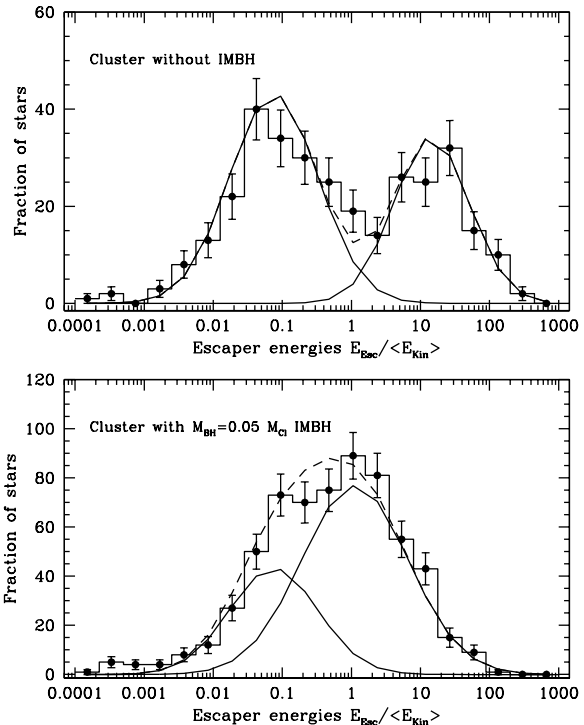 60
Cluster without IMBH
40
Fraction of stars
20
0
0.0001 0.001 0.01 0.1 1 10 100 1000
Escaper energies E_Esc/<E_Kin>
120
Cluster with M_BH=0.05 M_Cl IMBH
100
80
Fraction of stars
60
40
20
0
0.0001 0.001 0.01 0.1 1 10 100 1000
Escaper energies E_Esc/<E_Kin>